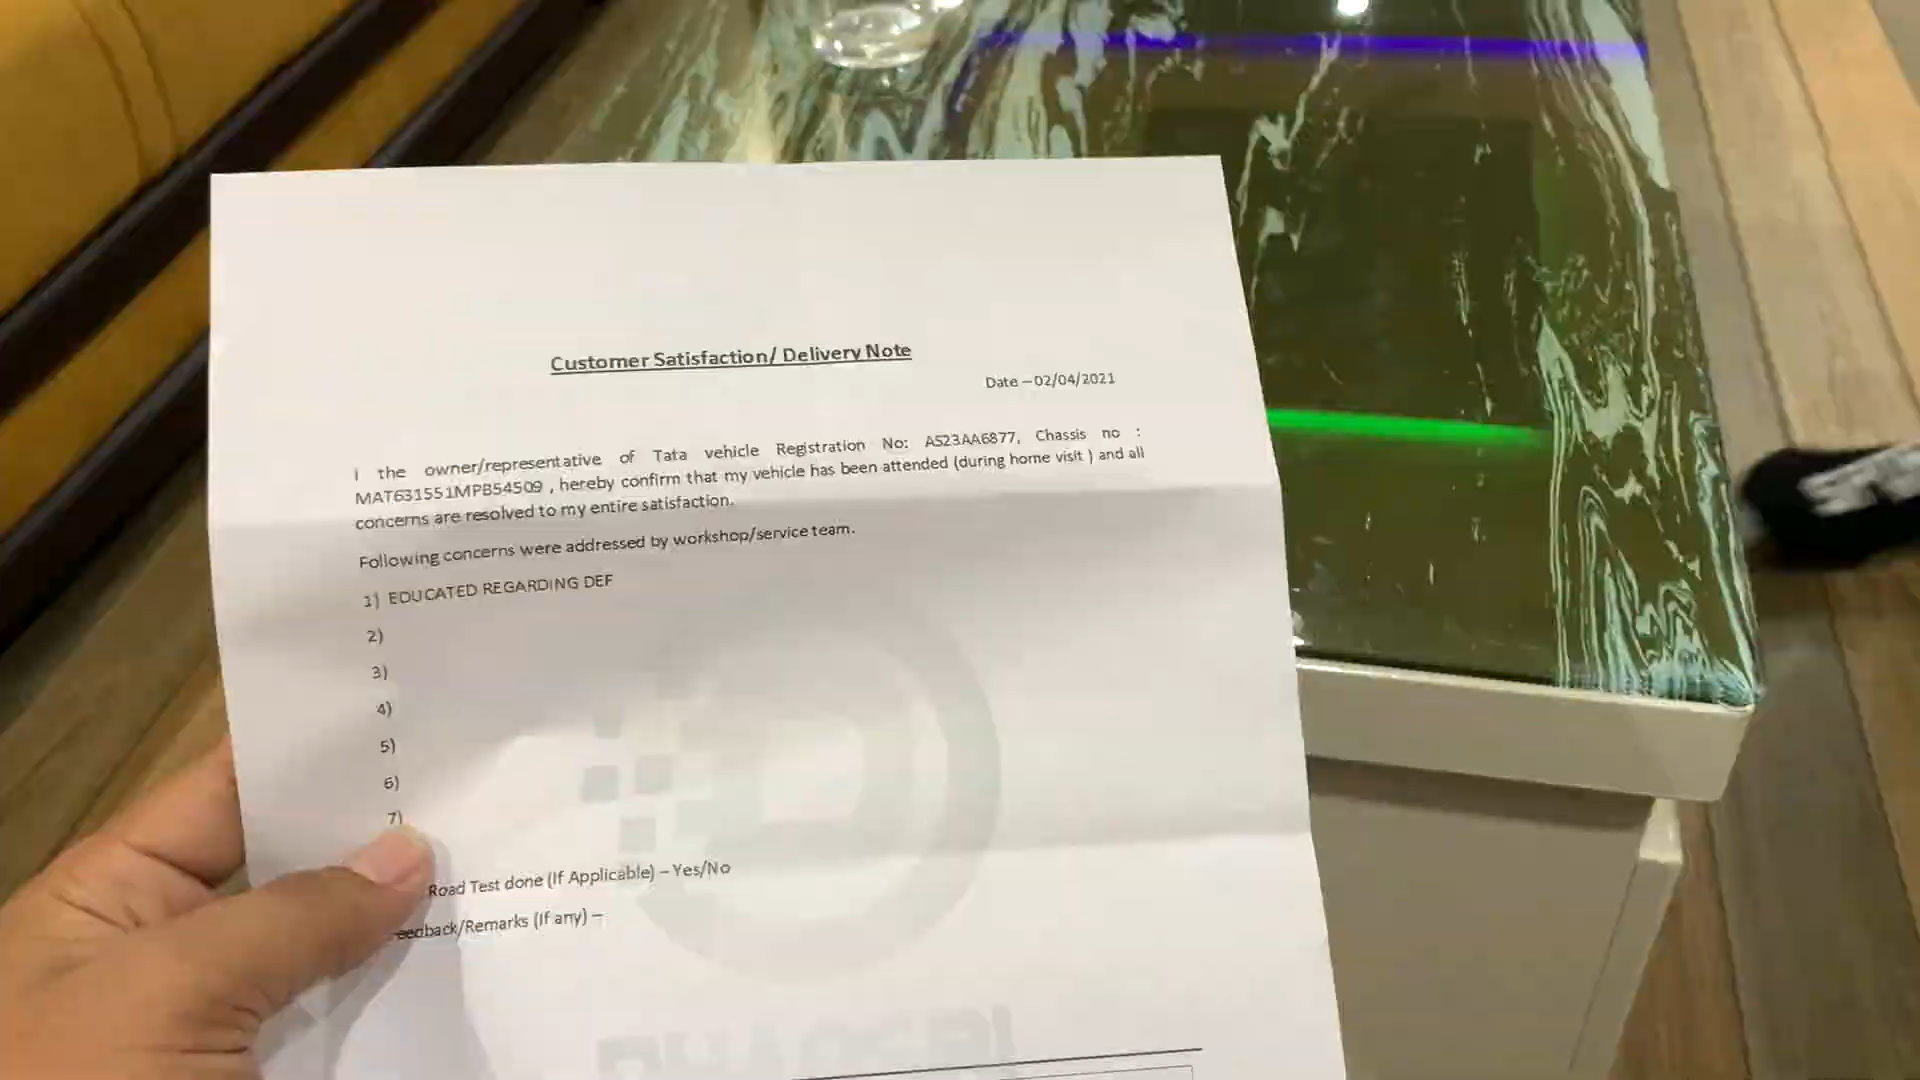 Customer Satisfaction/ Delivery Note
Date – 02/04/2021
I the owner/representative of Tata vehicle Registration No: AS23AA6877, Chassis no :
MAT631551MPB54509 , hereby confirm that my vehicle has been attended (during home visit ) and all
concerns are resolved to my entire satisfaction.
Following concerns were addressed by workshop/service team.
1) EDUCATED REGARDING DEF
2)
3)
4)
5)
6)
7)
Road Test done (If Applicable) – Yes/No
eedback/Remarks (If any) –